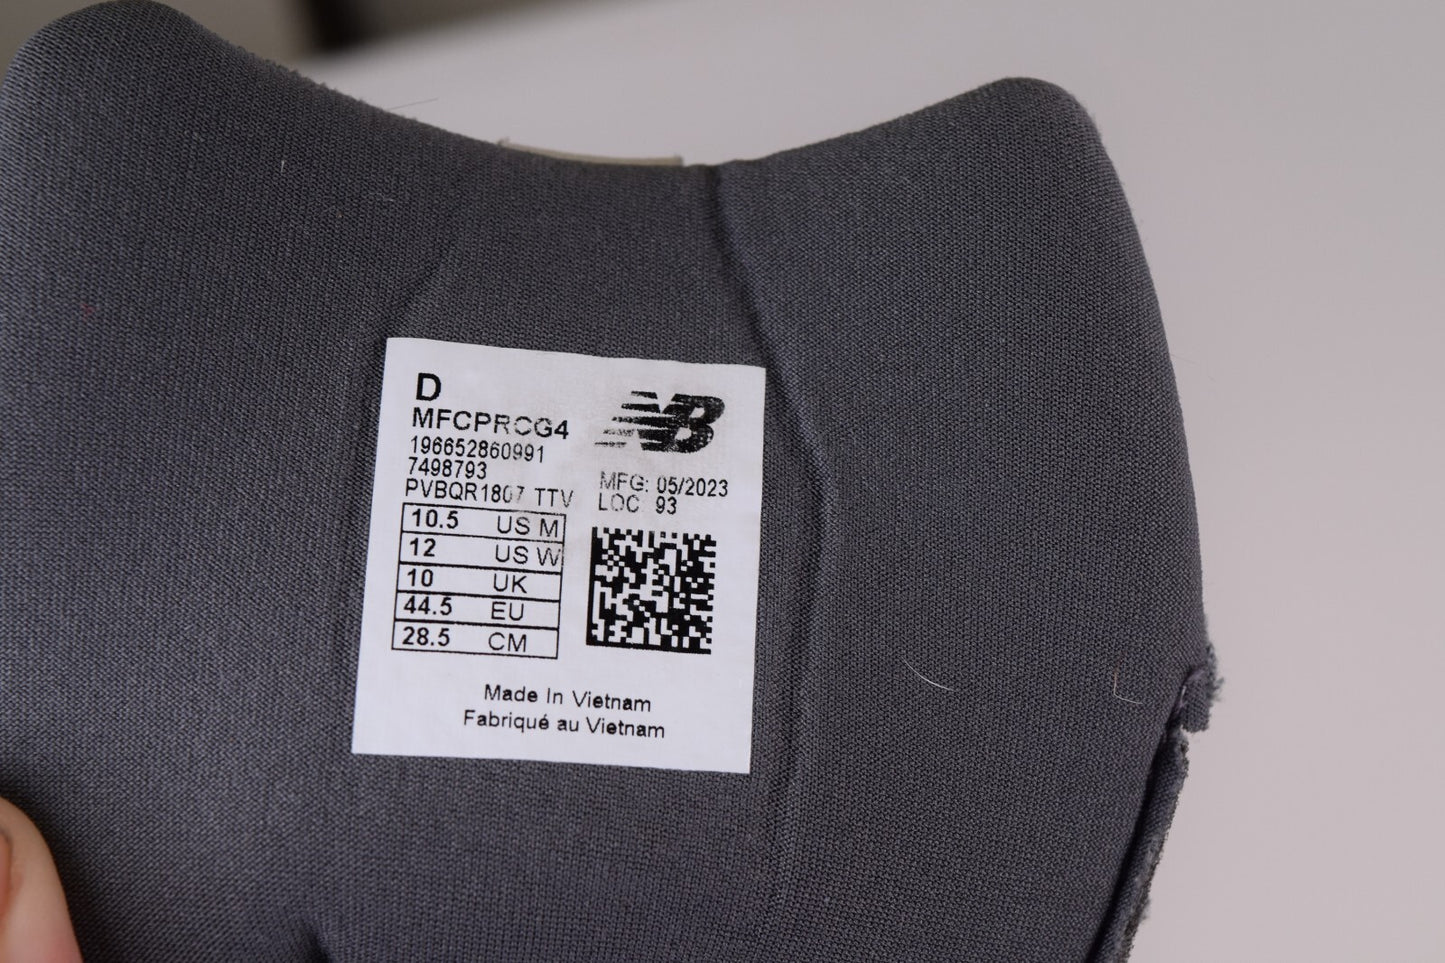 D
NB
MFCPRCG4
196652860991
7498793
PVBQR1807 TTV
MFG: 05/2023
LOC: 93
10.5 US M
12 US W
10 UK
44.5 EU
28.5 CM
Made In Vietnam
Fabriqué au Vietnam